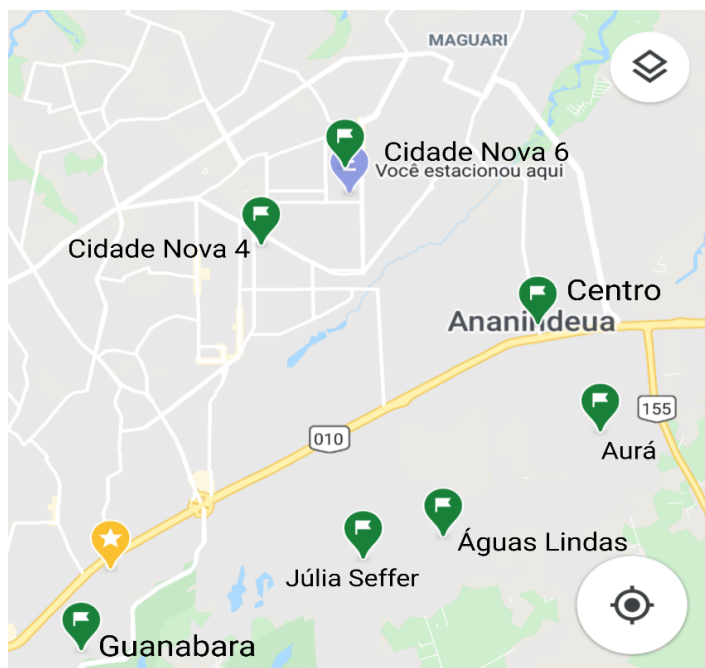 MAGUARI
Cidade Nova 6
Você estacionou aqui
Cidade Nova 4
Centro
Ananindeua
155
010
Aurá
Águas Lindas
Júlia Seffer
Guanabara